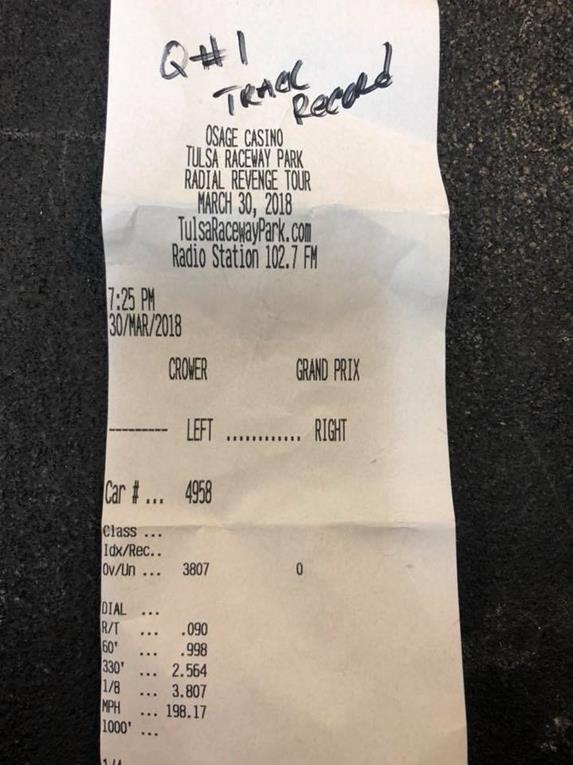 Q#1
TRACK
RECORD
OSAGE CASINO
TULSA RACEWAY PARK
RADIAL REVENGE TOUR
MARCH 30, 2018
TulsaRacewayPark.com
Radio Station 102.7 FM
7:25 PM
30/MAR/2018
CROWER GRAND PRIX
--------- LEFT ............ RIGHT
Car # ... 4958
Class ...
Idx/Rec..
Ov/Un ... 3807 0
DIAL ...
R/T ... .090
60' ... .998
330' ... 2.564
1/8 ... 3.807
MPH ... 198.17
1000' ...
1/4